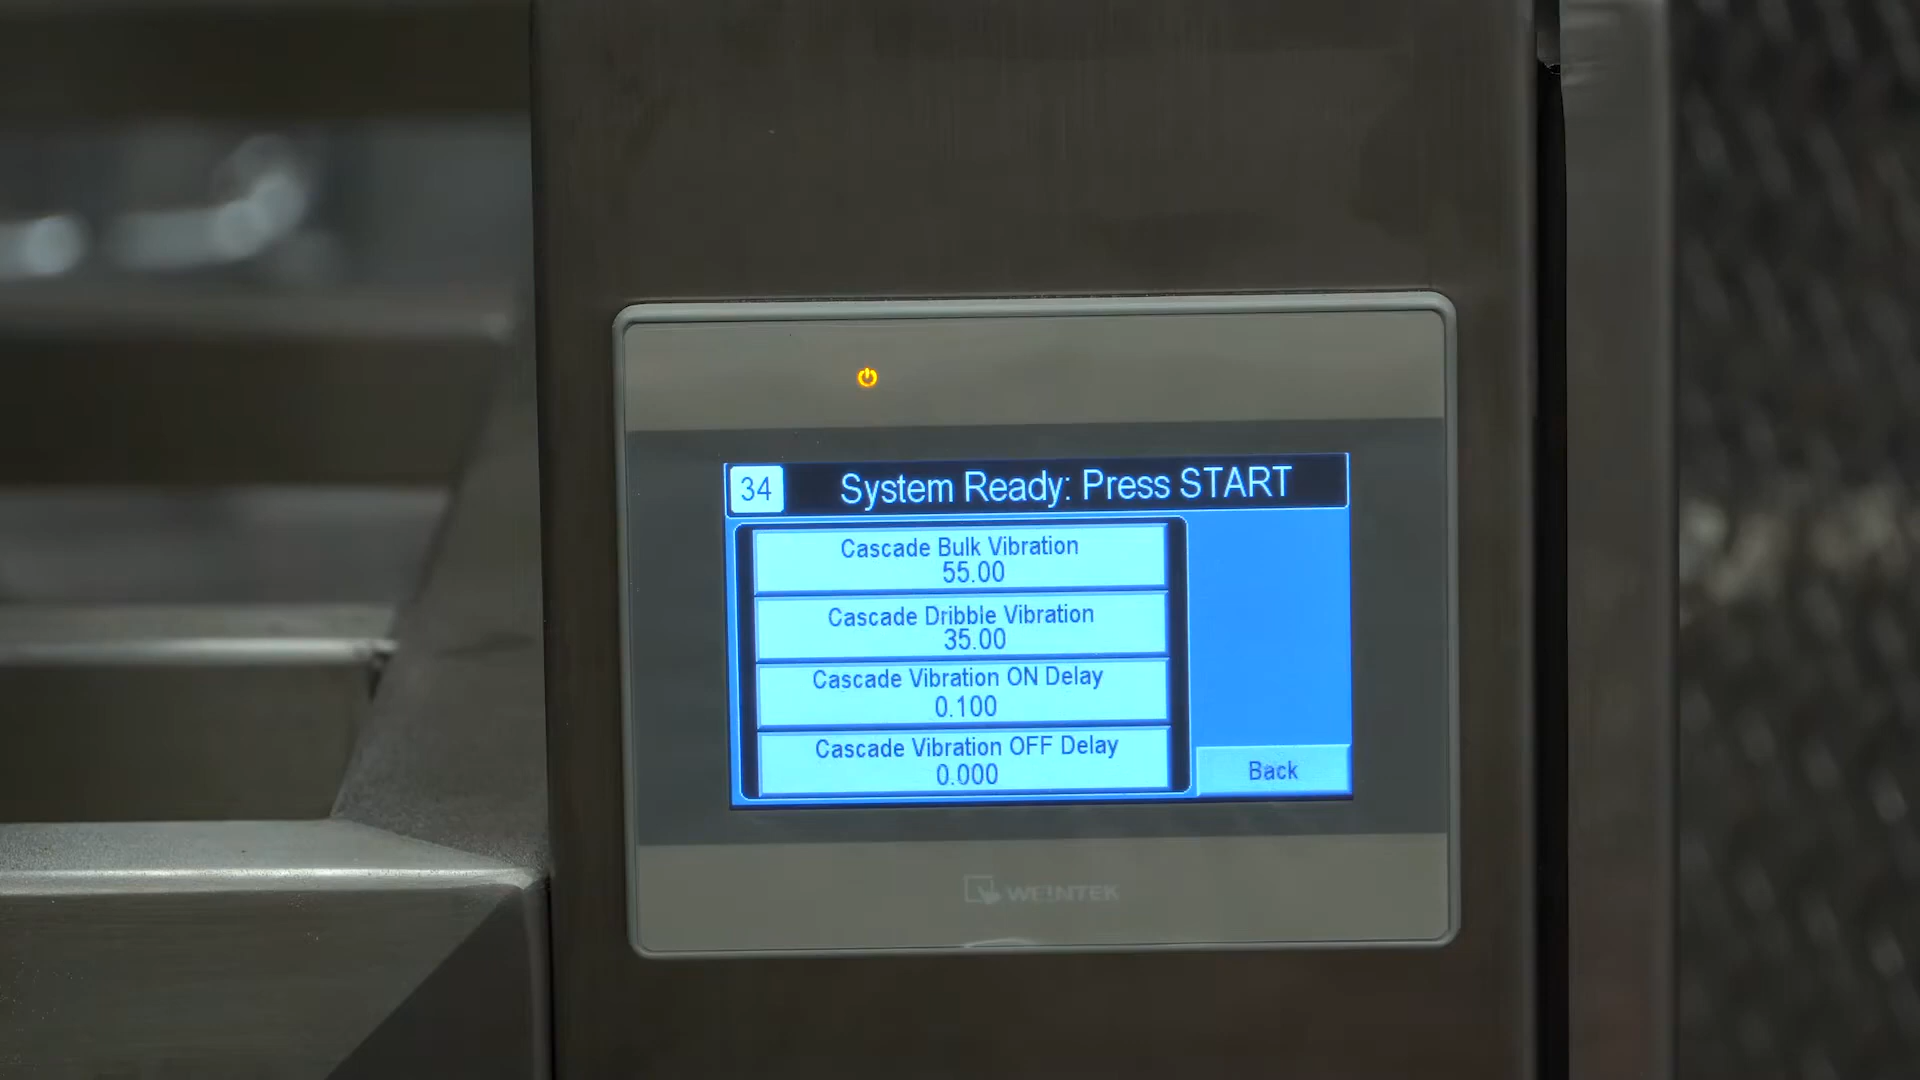 34
System Ready: Press START
Cascade Bulk Vibration
55.00
Cascade Dribble Vibration
35.00
Cascade Vibration ON Delay
0.100
Cascade Vibration OFF Delay
0.000
Back
WEINTEK